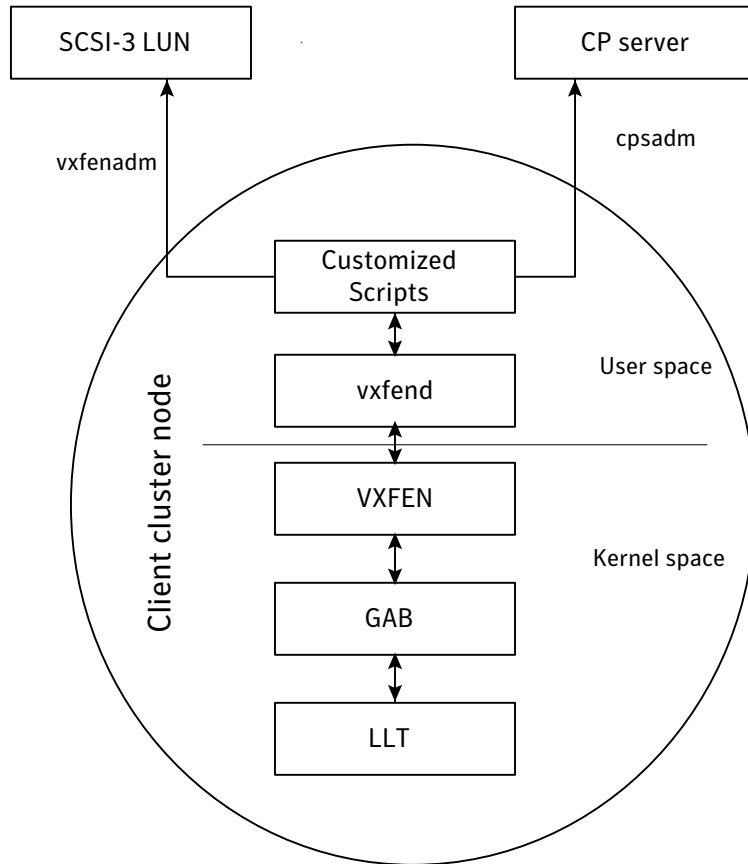 SCSI-3 LUN
CP server
vxfenadm
cpsadm
Customized
Scripts
vxfend
User space
Client cluster node
VXFEN
Kernel space
GAB
LLT